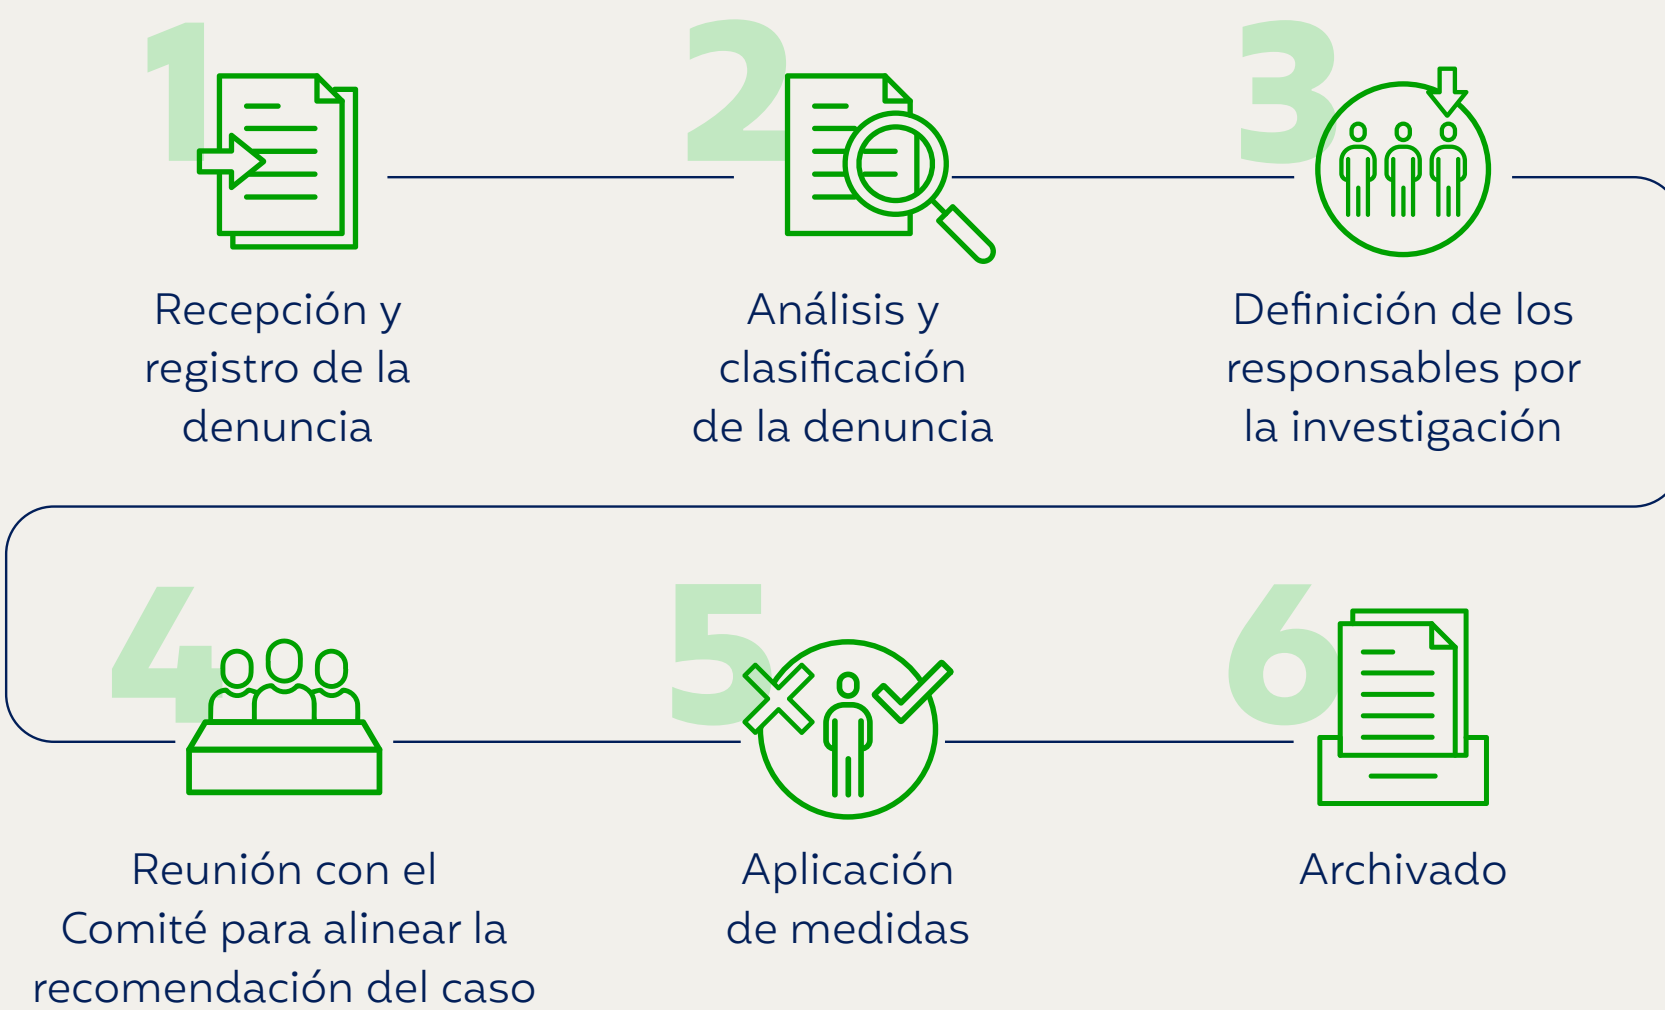 1
Recepción y
registro de la
denuncia
2
Análisis y
clasificación
de la denuncia
3
Definición de los
responsables por
la investigación
4
Reunión con el
Comité para alinear la
recomendación del caso
5
Aplicación
de medidas
6
Archivado